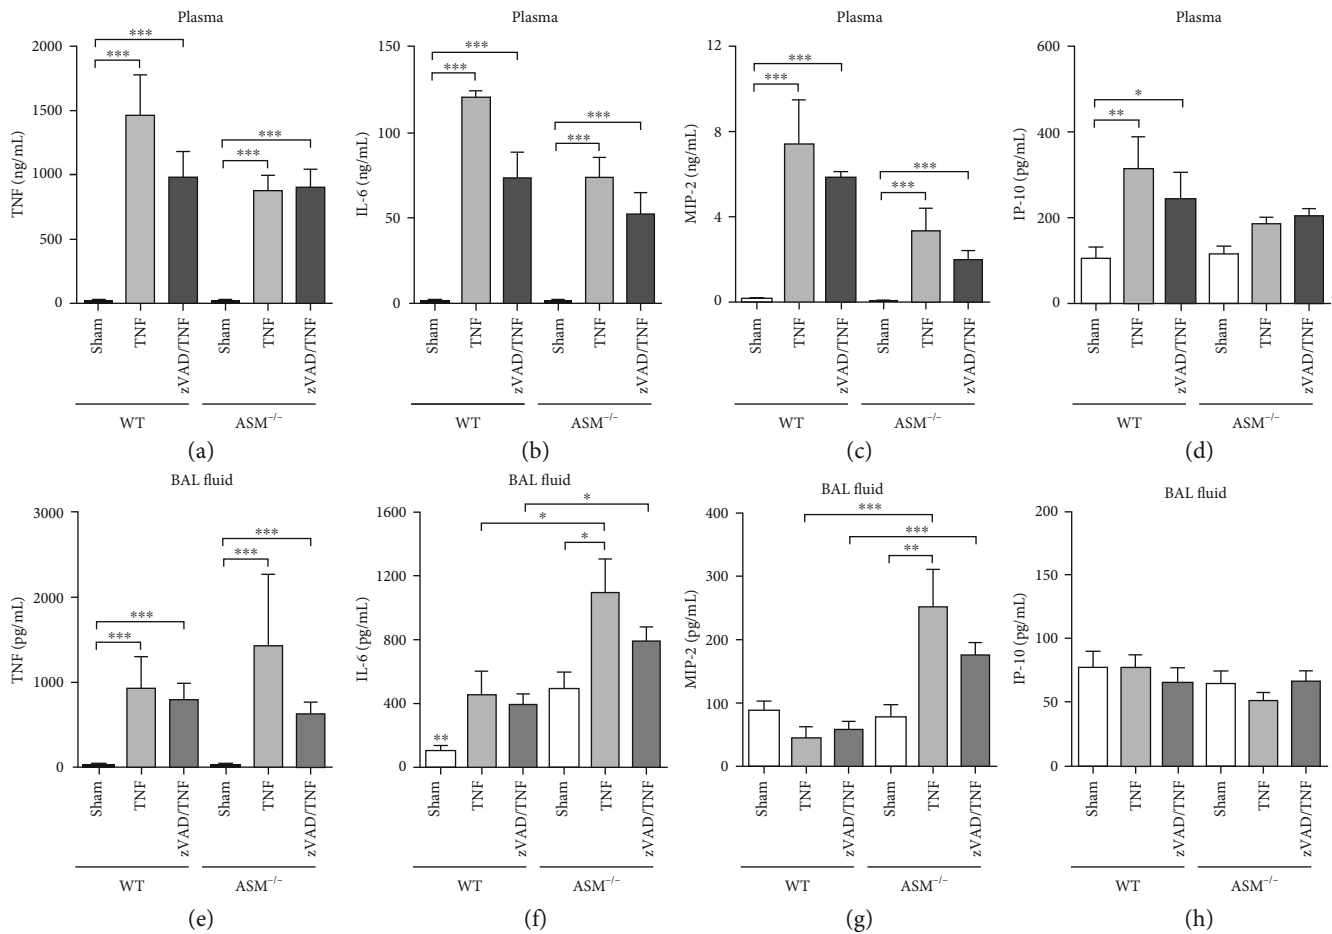 Plasma
TNF (ng/mL)
2000
1500
1000
500
0
***
***
***
***
Sham
TNF
zVAD/TNF
Sham
TNF
zVAD/TNF
WT
ASM−/−
(a)
Plasma
IL-6 (ng/mL)
150
100
50
0
***
***
***
***
Sham
TNF
zVAD/TNF
Sham
TNF
zVAD/TNF
WT
ASM−/−
(b)
Plasma
MIP-2 (ng/mL)
12
8
4
0
***
***
***
***
Sham
TNF
zVAD/TNF
Sham
TNF
zVAD/TNF
WT
ASM−/−
(c)
Plasma
IP-10 (pg/mL)
600
400
200
0
*
**
Sham
TNF
zVAD/TNF
Sham
TNF
zVAD/TNF
WT
ASM−/−
(d)
BAL fluid
TNF (pg/mL)
3000
2000
1000
0
***
***
***
***
Sham
TNF
zVAD/TNF
Sham
TNF
zVAD/TNF
WT
ASM−/−
(e)
BAL fluid
IL-6 (pg/mL)
1600
1200
800
400
0
*
*
*
**
Sham
TNF
zVAD/TNF
Sham
TNF
zVAD/TNF
WT
ASM−/−
(f)
BAL fluid
MIP-2 (pg/mL)
400
300
200
100
0
***
***
**
Sham
TNF
zVAD/TNF
Sham
TNF
zVAD/TNF
WT
ASM−/−
(g)
BAL fluid
IP-10 (pg/mL)
200
150
100
50
0
Sham
TNF
zVAD/TNF
Sham
TNF
zVAD/TNF
WT
ASM−/−
(h)